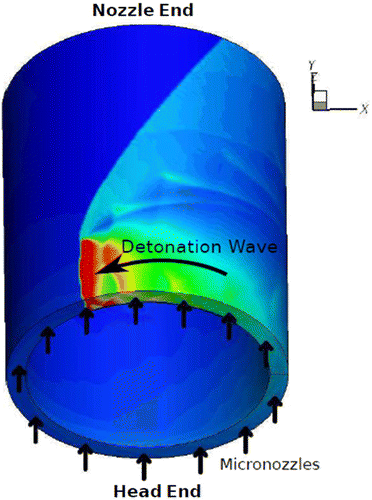 Nozzle End
Y
X
Detonation Wave
Micronozzles
Head End